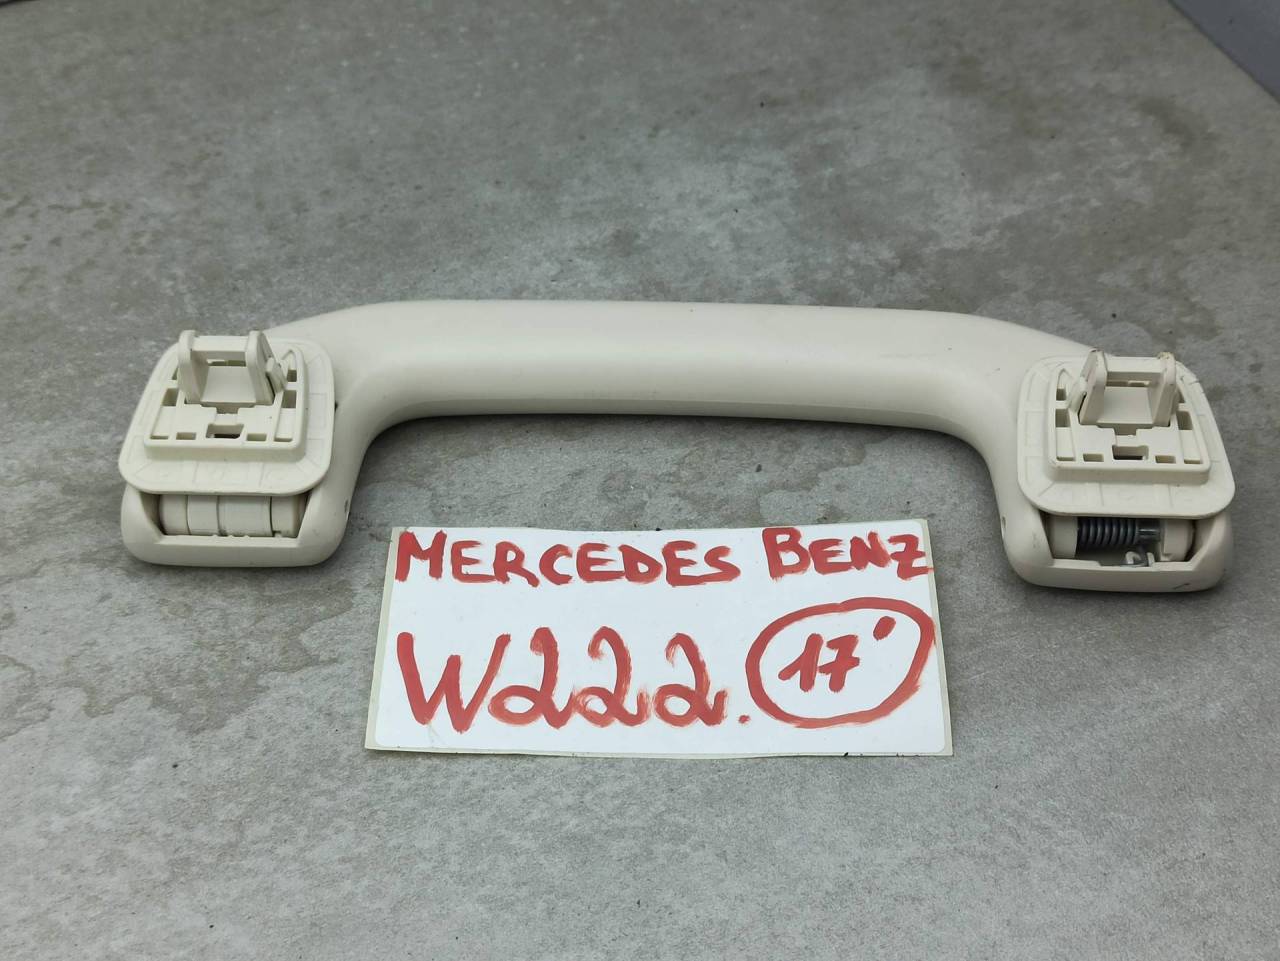 MERCEDES BENZ
W222. 17'